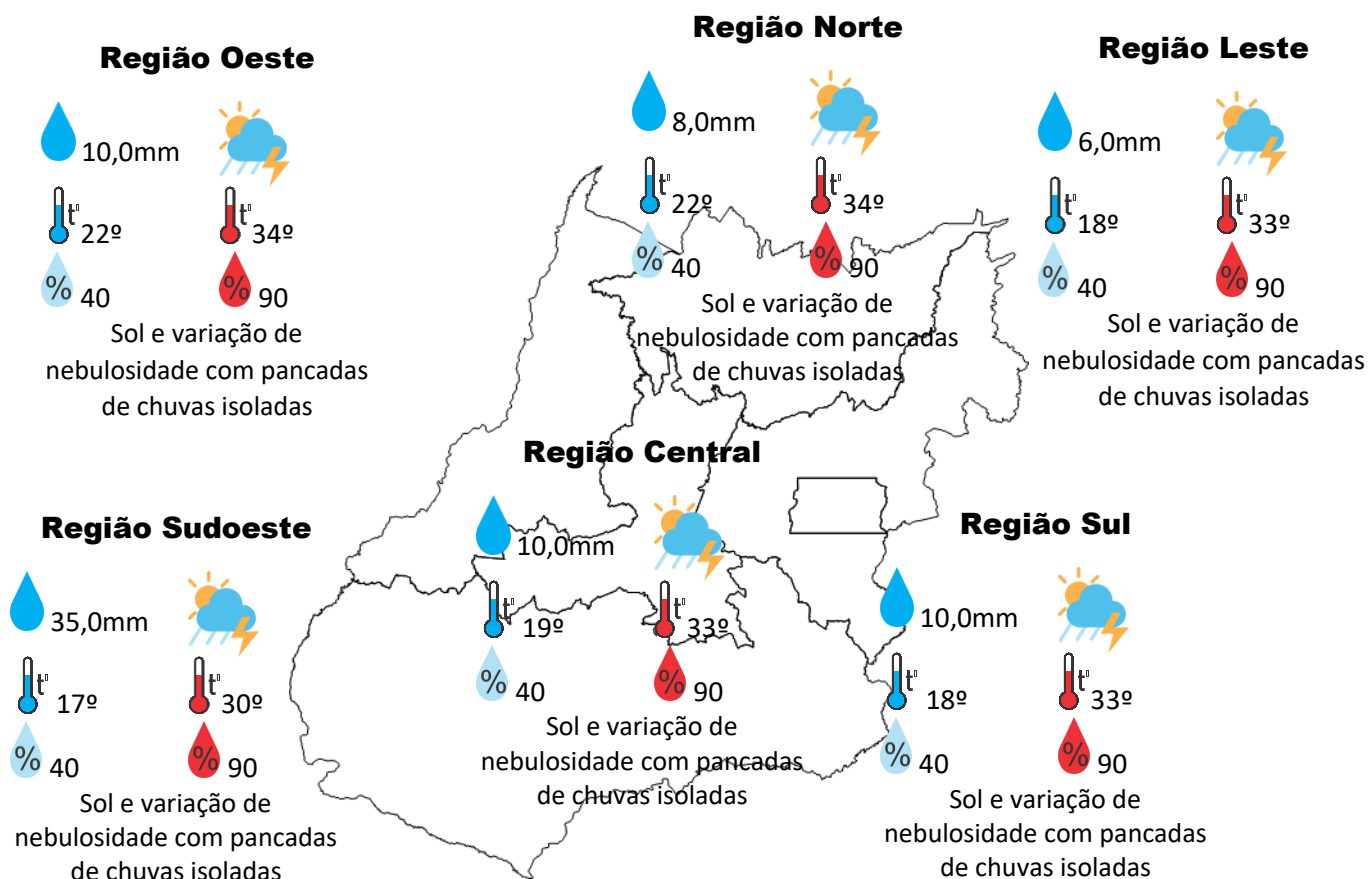 Região Oeste
10,0mm
t°
22º
t°
34º
%
40
%
90
Sol e variação de
nebulosidade com pancadas
de chuvas isoladas
Região Norte
8,0mm
t°
22º
t°
34º
%
40
%
90
Sol e variação de
nebulosidade com pancadas
de chuvas isoladas
Região Leste
6,0mm
t°
18º
t°
33º
%
40
%
90
Sol e variação de
nebulosidade com pancadas
de chuvas isoladas
Região Sudoeste
35,0mm
t°
17º
t°
30º
%
40
%
90
Sol e variação de
nebulosidade com pancadas
de chuvas isoladas
Região Central
10,0mm
t°
19º
t°
33º
%
40
%
90
Sol e variação de
nebulosidade com pancadas
de chuvas isoladas
Região Sul
10,0mm
t°
18º
t°
33º
%
40
%
90
Sol e variação de
nebulosidade com pancadas
de chuvas isoladas